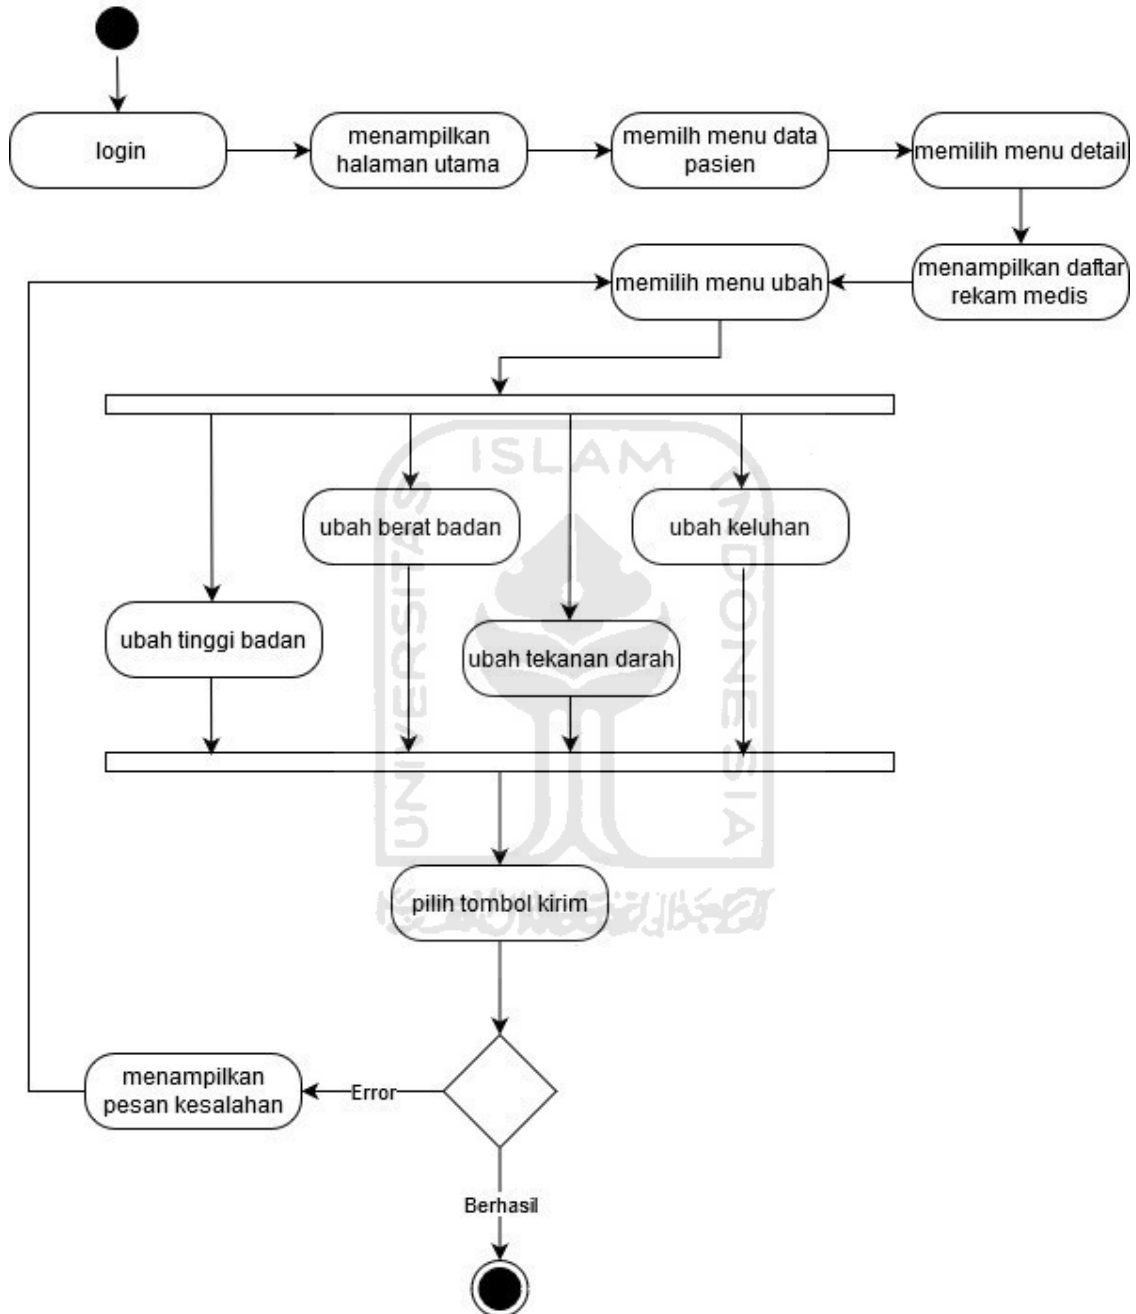 login
menampilkan
halaman utama
memilh menu data
pasien
memilih menu detail
menampilkan daftar
rekam medis
memilih menu ubah
ISLAM
UNIVERSITAS
INDONESIA
ubah berat badan
ubah keluhan
ubah tinggi badan
ubah tekanan darah
pilih tombol kirim
menampilkan
pesan kesalahan
Error
Berhasil